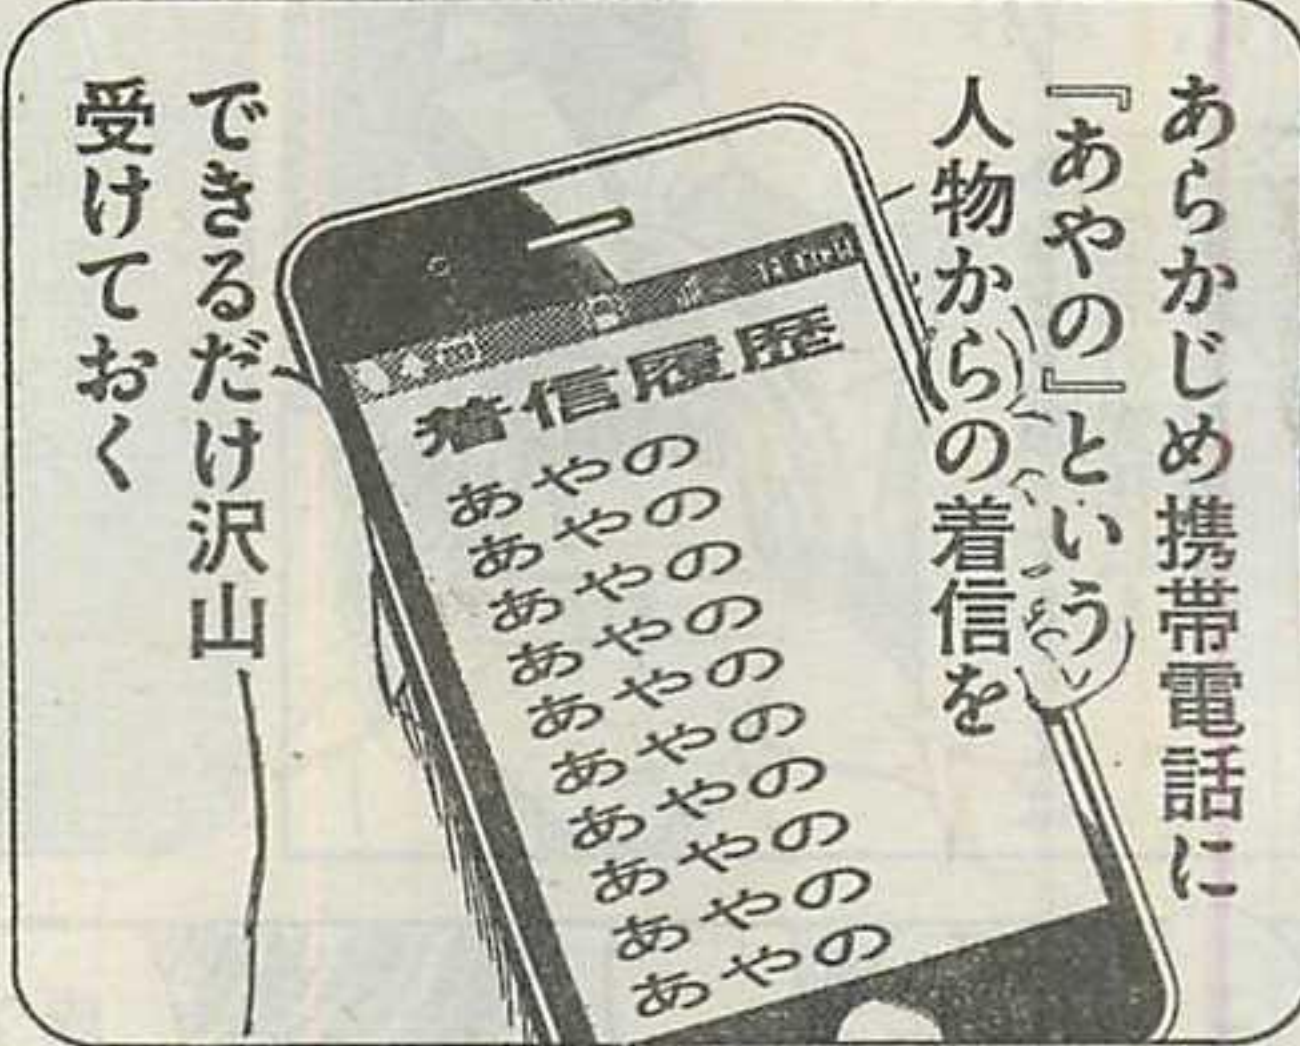 あらかじめ携帯電話に
『あやの』という
人物からの着信を
着信履歴
あやの
あやの
あやの
あやの
あやの
あやの
あやの
あやの
あやの
あやの
できるだけ沢山
受けておく